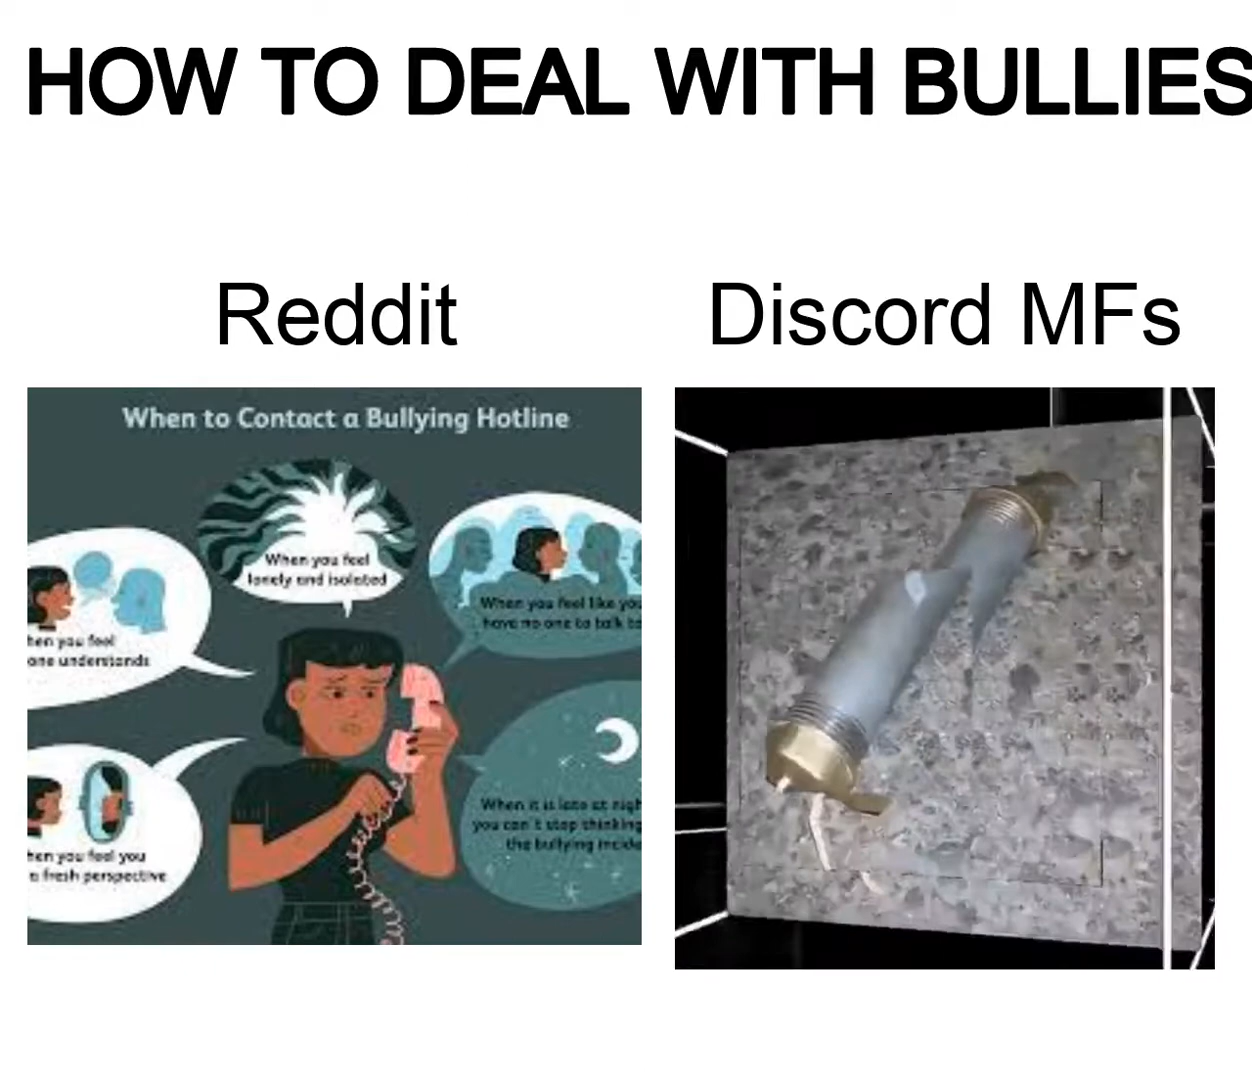 HOW TO DEAL WITH BULLIES
Reddit
Discord MFs
When to Contact a Bullying Hotline
When you feel
lonely and isolated
When you feel like you
have no one to talk to
hen you feel
one understands
When it is late at nigh
you can't stop thinking
the bullying incide
hen you feel you
a fresh perspective